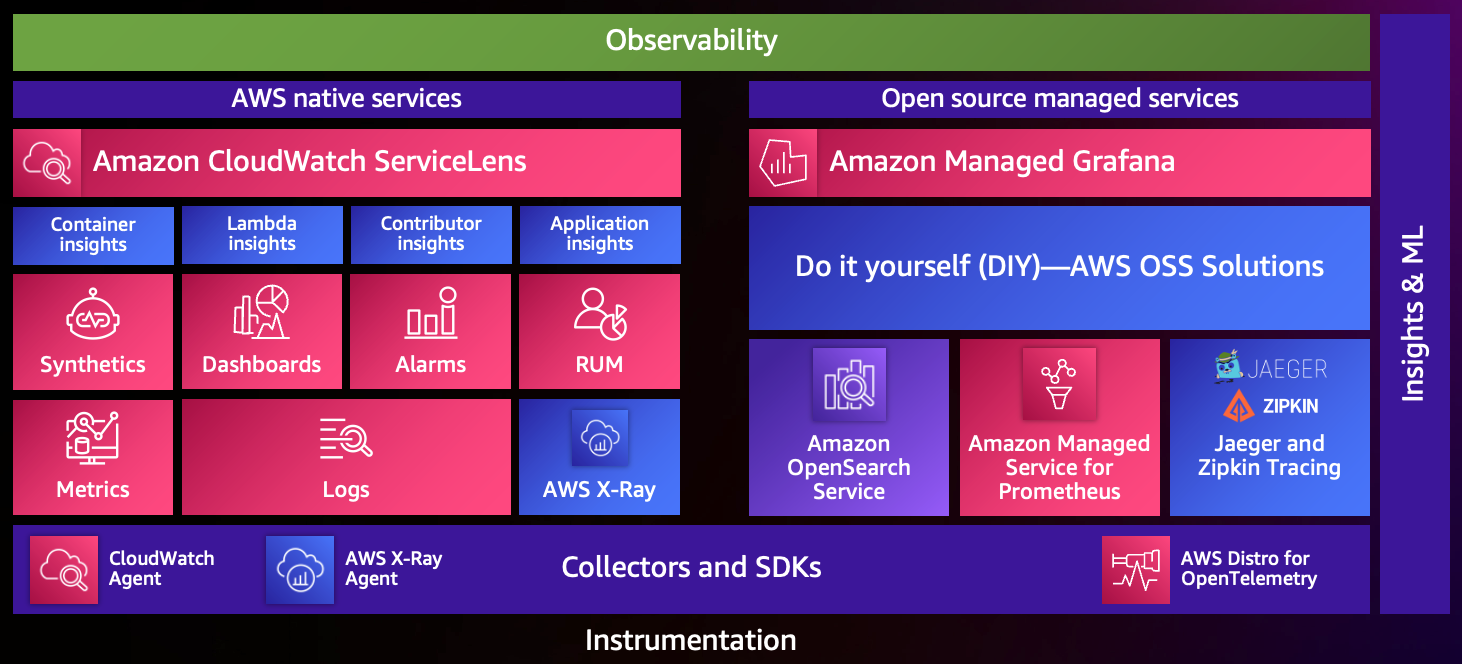 Observability
AWS native services
Open source managed services
Amazon CloudWatch ServiceLens
Amazon Managed Grafana
Container
insights
Lambda
insights
Contributor
insights
Application
insights
Do it yourself (DIY)—AWS OSS Solutions
Synthetics
Dashboards
Alarms
RUM
Metrics
Logs
AWS X-Ray
Amazon
OpenSearch
Service
Amazon Managed
Service for
Prometheus
JAEGER
ZIPKIN
Jaeger and
Zipkin Tracing
CloudWatch
Agent
AWS X-Ray
Agent
Collectors and SDKs
AWS Distro for
OpenTelemetry
Instrumentation
Insights & ML